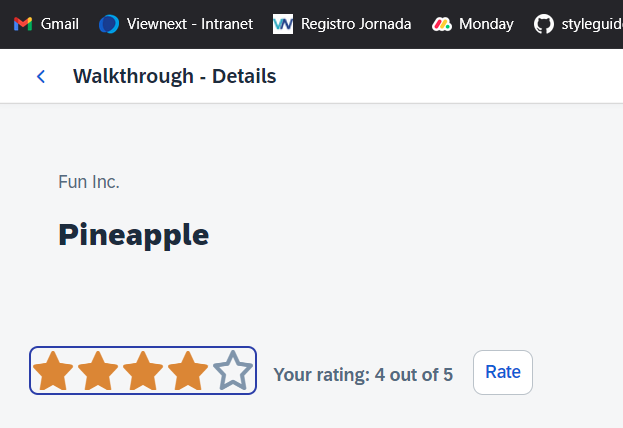 Gmail Viewnext - Intranet Registro Jornada Monday styleguid
Walkthrough - Details
Fun Inc.
Pineapple
Your rating: 4 out of 5 Rate